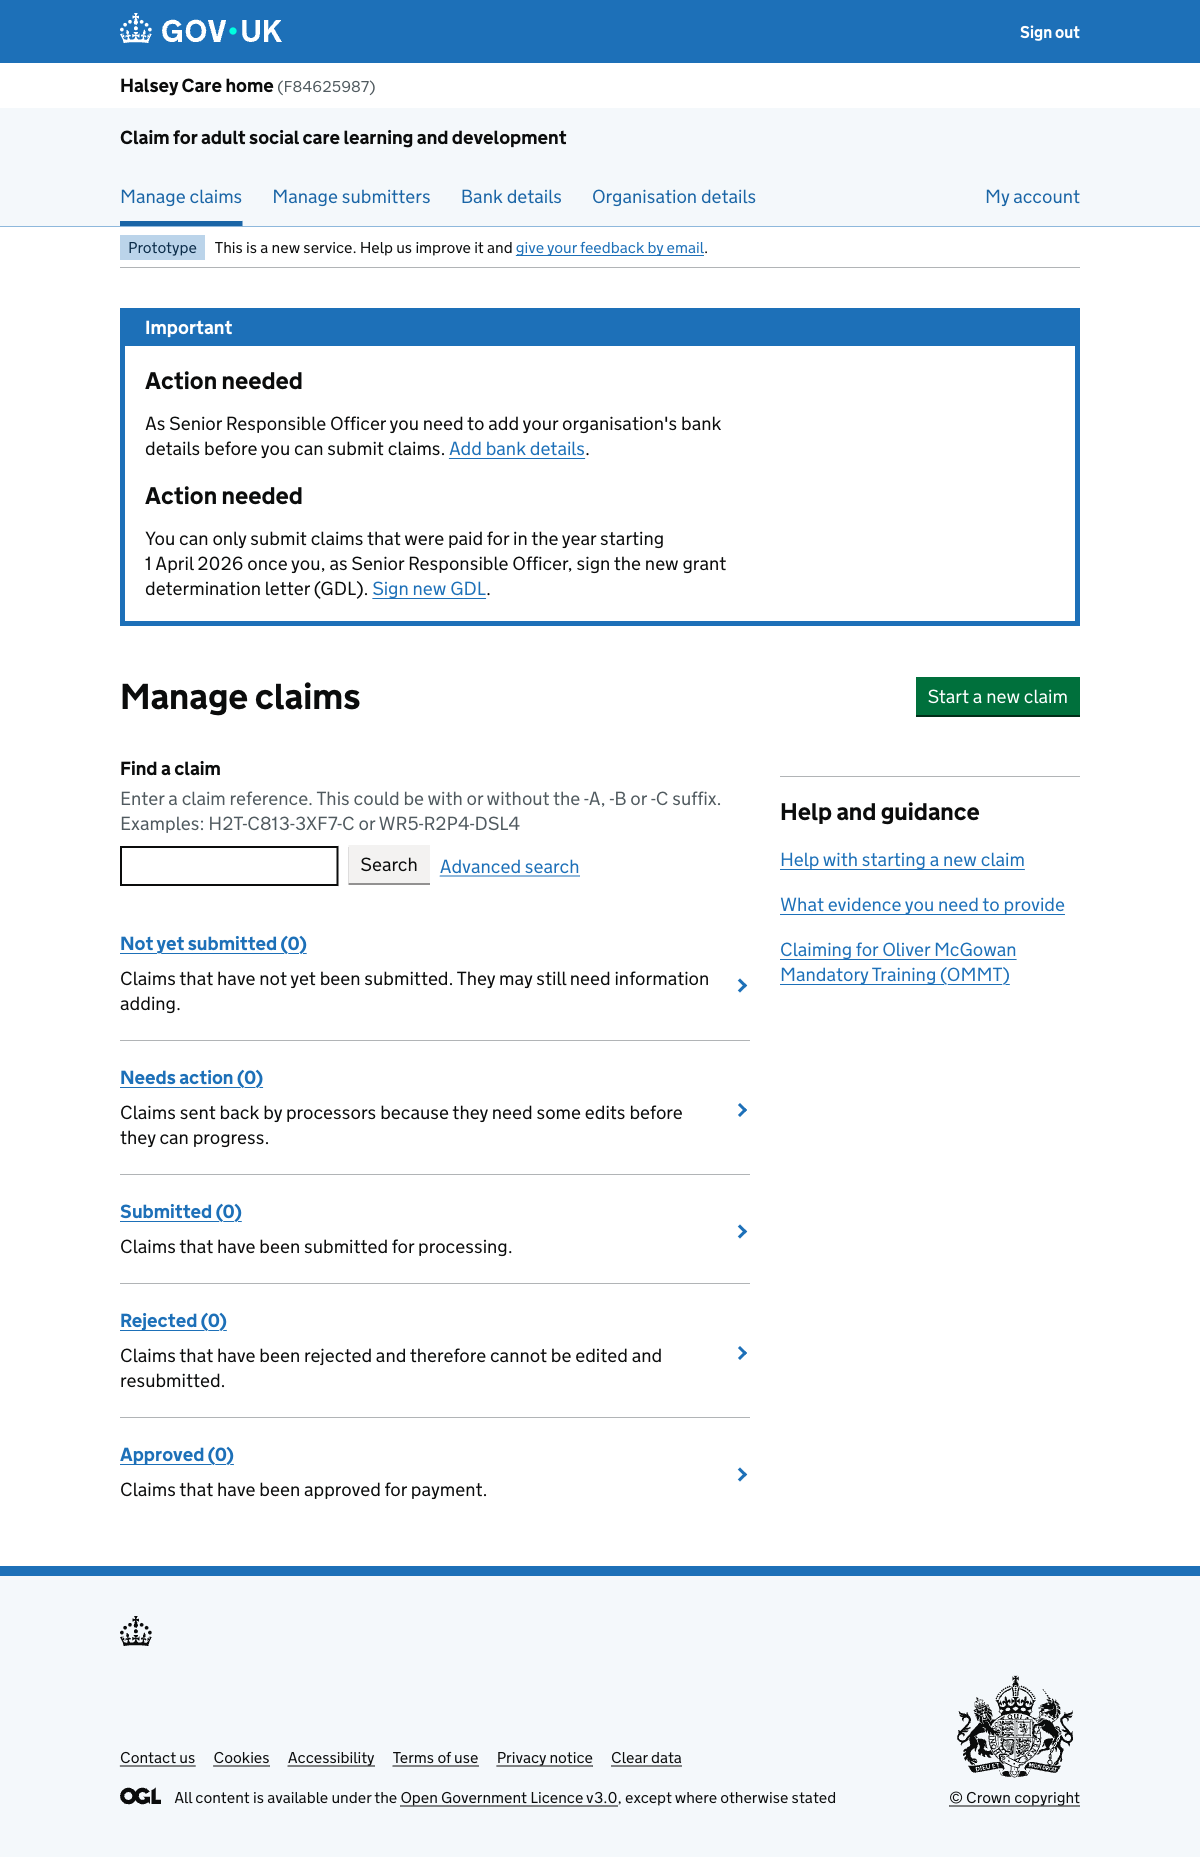 GOV·UK
Sign out
Halsey Care home (F84625987)
Claim for adult social care learning and development
Manage claims
Manage submitters
Bank details
Organisation details
My account
Prototype
This is a new service. Help us improve it and give your feedback by email.
Important
Action needed
As Senior Responsible Officer you need to add your organisation's bank
details before you can submit claims. Add bank details.
Action needed
You can only submit claims that were paid for in the year starting
1 April 2026 once you, as Senior Responsible Officer, sign the new grant
determination letter (GDL). Sign new GDL.
Manage claims
Start a new claim
Find a claim
Enter a claim reference. This could be with or without the -A, -B or -C suffix.
Examples: H2T-C813-3XF7-C or WR5-R2P4-DSL4
Search
Advanced search
Help and guidance
Help with starting a new claim
What evidence you need to provide
Claiming for Oliver McGowan
Mandatory Training (OMMT)
Not yet submitted (0)
Claims that have not yet been submitted. They may still need information
adding.
Needs action (0)
Claims sent back by processors because they need some edits before
they can progress.
Submitted (0)
Claims that have been submitted for processing.
Rejected (0)
Claims that have been rejected and therefore cannot be edited and
resubmitted.
Approved (0)
Claims that have been approved for payment.
Contact us
Cookies
Accessibility
Terms of use
Privacy notice
Clear data
OGL
All content is available under the Open Government Licence v3.0, except where otherwise stated
© Crown copyright